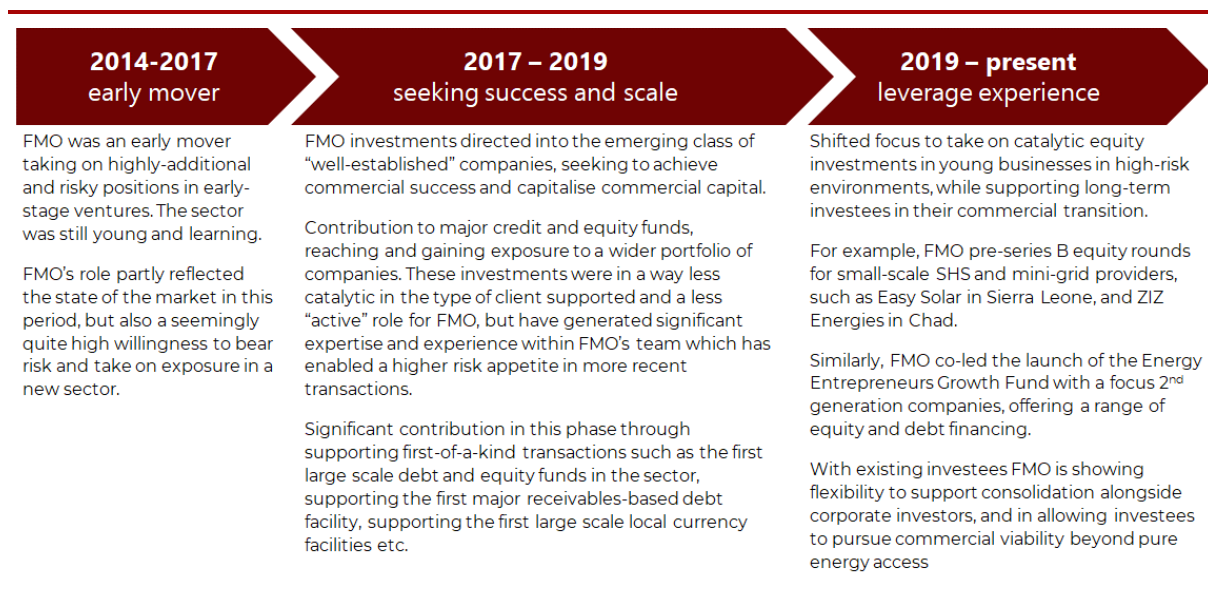 2014-2017
early mover
FMO was an early mover
taking on highly-additional
and risky positions in early-
stage ventures. The sector
was still young and learning.
FMO's role partly reflected
the state of the market in this
period, but also a seemingly
quite high willingness to bear
risk and take on exposure in a
new sector.
2017 – 2019
seeking success and scale
FMO investments directed into the emerging class of
“well-established” companies, seeking to achieve
commercial success and capitalise commercial capital.
Contribution to major credit and equity funds,
reaching and gaining exposure to a wider portfolio of
companies. These investments were in a way less
catalytic in the type of client supported and a less
“active” role for FMO, but have generated significant
expertise and experience within FMO's team which has
enabled a higher risk appetite in more recent
transactions.
Significant contribution in this phase through
supporting first-of-a-kind transactions such as the first
large scale debt and equity funds in the sector,
supporting the first major receivables-based debt
facility, supporting the first large scale local currency
facilities etc.
2019 – present
leverage experience
Shifted focus to take on catalytic equity
investments in young businesses in high-risk
environments, while supporting long-term
investees in their commercial transition.
For example, FMO pre-series B equity rounds
for small-scale SHS and mini-grid providers,
such as Easy Solar in Sierra Leone, and ZIZ
Energies in Chad.
Similarly, FMO co-led the launch of the Energy
Entrepreneurs Growth Fund with a focus 2nd
generation companies, offering a range of
equity and debt financing.
With existing investees FMO is showing
flexibility to support consolidation alongside
corporate investors, and in allowing investees
to pursue commercial viability beyond pure
energy access